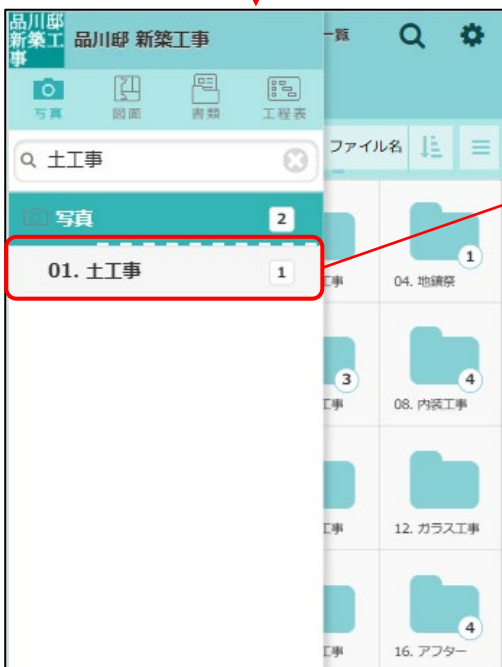 品川邸
新築工
事
品川邸 新築工事
一覧
写真
図面
書類
工程表
土工事
ファイル名
写真
2
01. 土工事
1
工事
1
04. 地鎮祭
3
工事
4
08. 内装工事
工事
12. ガラス工事
工事
4
16. アフター